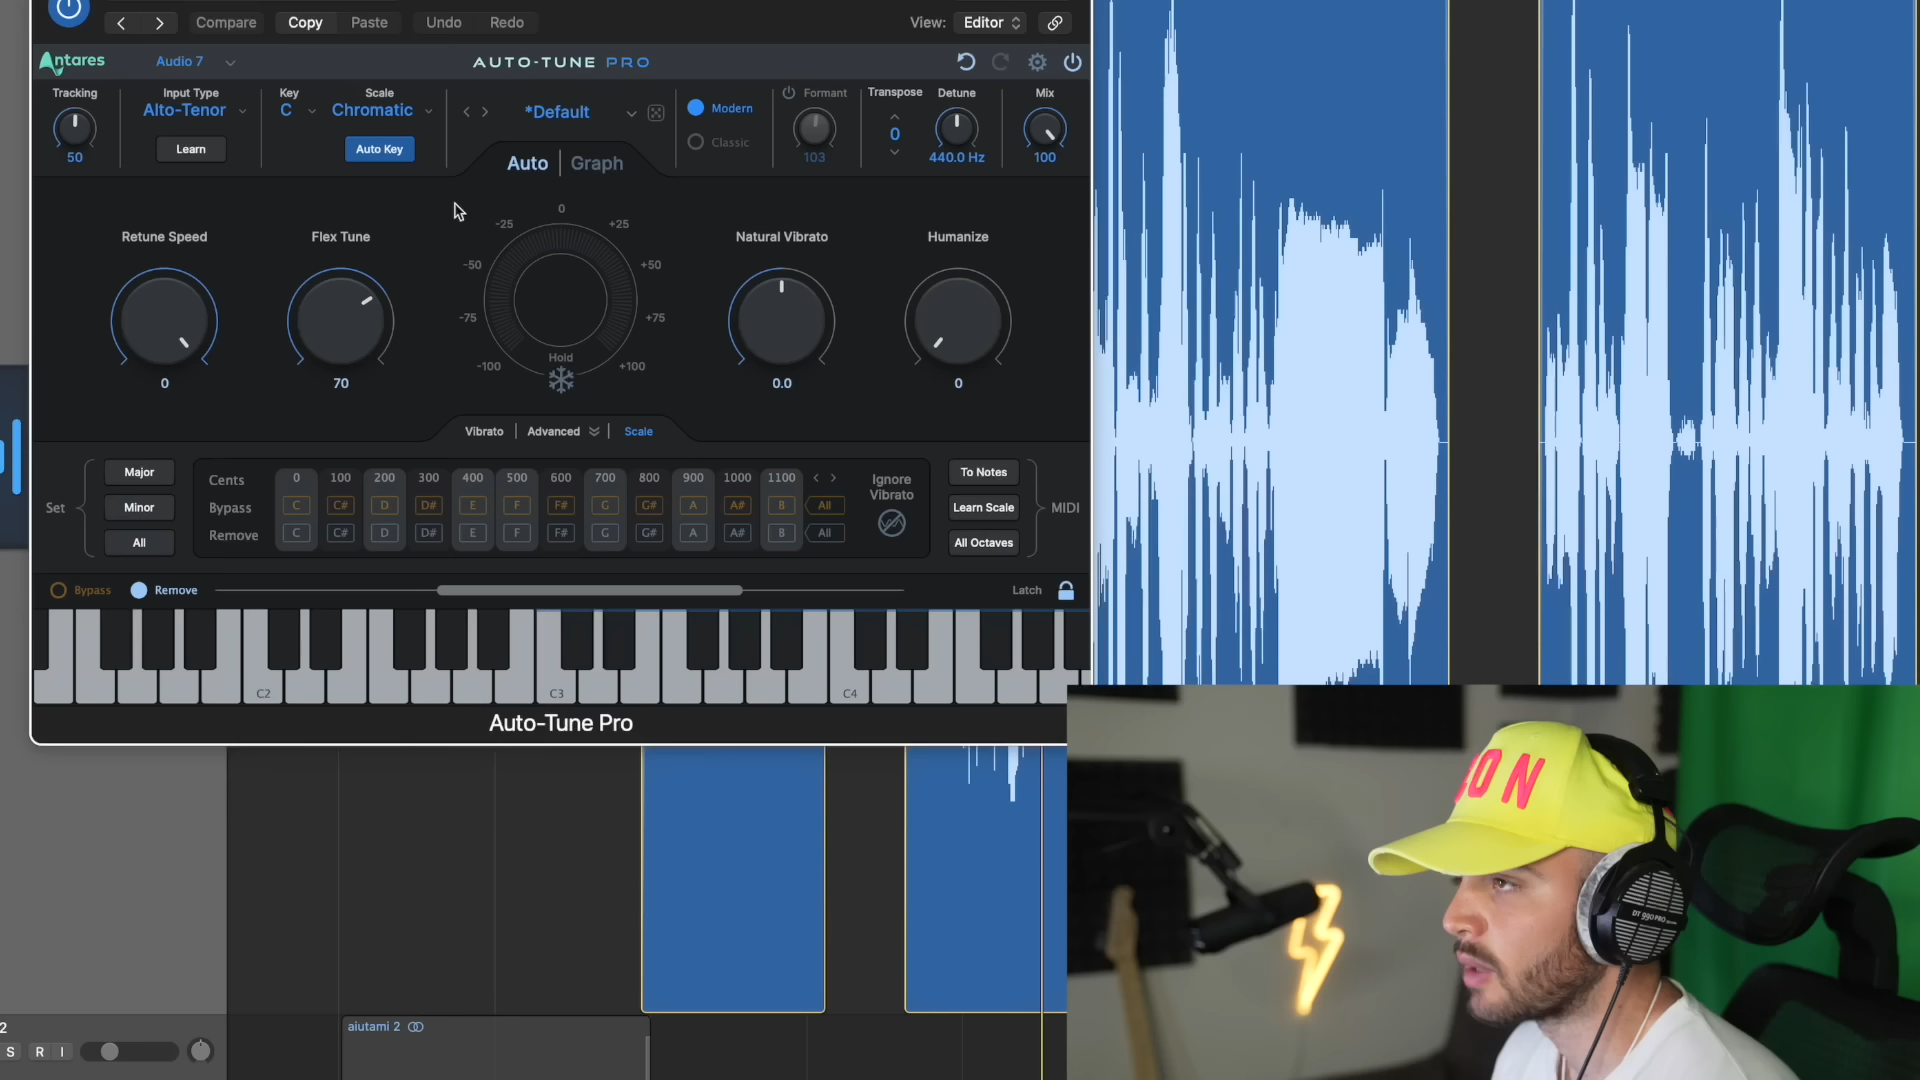 Compare Copy Paste Undo Redo View: Editor
Antares Audio 7 AUTO-TUNE PRO
Tracking Input Type Key Scale Formant Transpose Detune Mix
Alto-Tenor C Chromatic *Default Modern
50 Learn Auto Key Classic 103 0 440.0 Hz 100
Auto Graph
Retune Speed Flex Tune Natural Vibrato Humanize
0
-25 +25
-50 +50
-75 +75
-100 Hold +100
0 70 0.0 0
Vibrato Advanced Scale
Set Major Minor All
Cents 0 100 200 300 400 500 600 700 800 900 1000 1100
Bypass C C# D D# E F F# G G# A A# B All
Remove C C# D D# E F F# G G# A A# B All
Ignore Vibrato
To Notes
Learn Scale MIDI
All Octaves
Bypass Remove Latch
C2 C3 C4
Auto-Tune Pro
aiutami 2
2
S R I
ON
DT 990 PRO